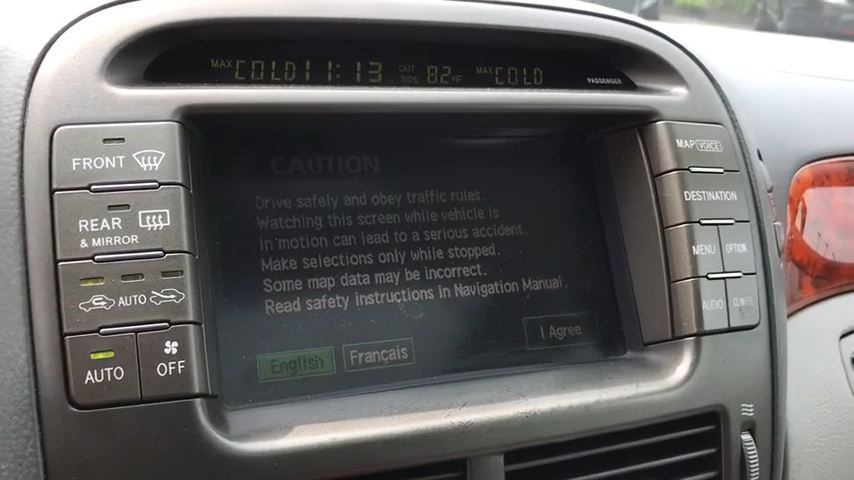 MAX COLD 11:13 OUT SIDE 82°F MAX COLD
PASSENGER
FRONT
REAR
& MIRROR
AUTO
AUTO
OFF
CAUTION
Drive safely and obey traffic rules.
Watching this screen while vehicle is
in motion can lead to a serious accident.
Make selections only while stopped.
Some map data may be incorrect.
Read safety instructions in Navigation Manual.
I Agree
English Français
MAP VOICE
DESTINATION
MENU OPTION
AUDIO CLIMATE